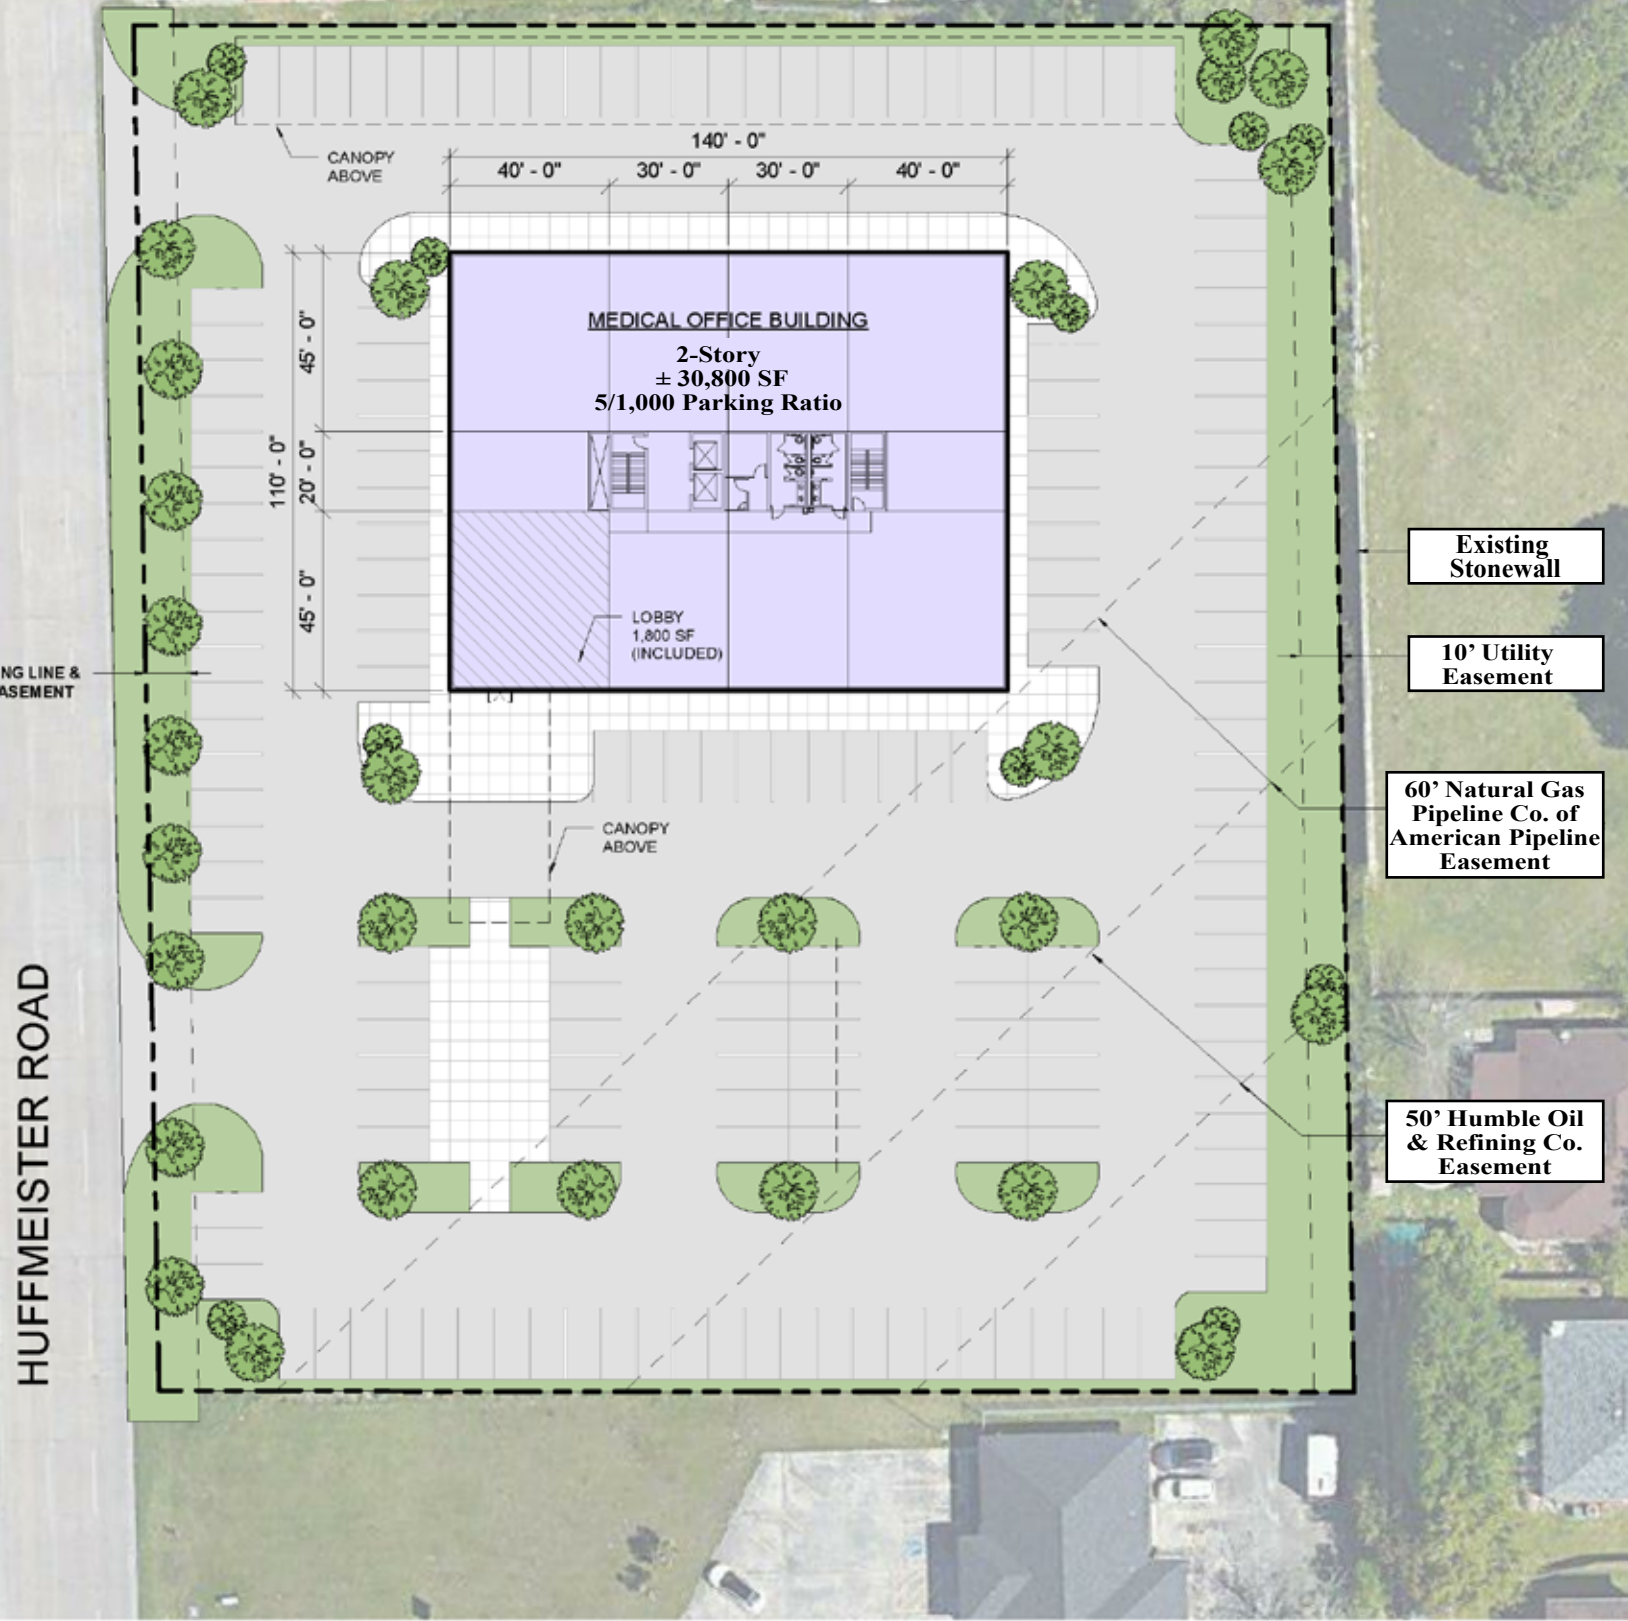 CANOPY
ABOVE
140' - 0"
40' - 0"
30' - 0"
30' - 0"
40' - 0"
MEDICAL OFFICE BUILDING
2-Story
± 30,800 SF
5/1,000 Parking Ratio
45' - 0"
110' - 0"
20' - 0"
45' - 0"
LOBBY
1,800 SF
(INCLUDED)
NG LINE &
ASEMENT
CANOPY
ABOVE
HUFFMEISTER ROAD
Existing
Stonewall
10’ Utility
Easement
60’ Natural Gas
Pipeline Co. of
American Pipeline
Easement
50’ Humble Oil
& Refining Co.
Easement